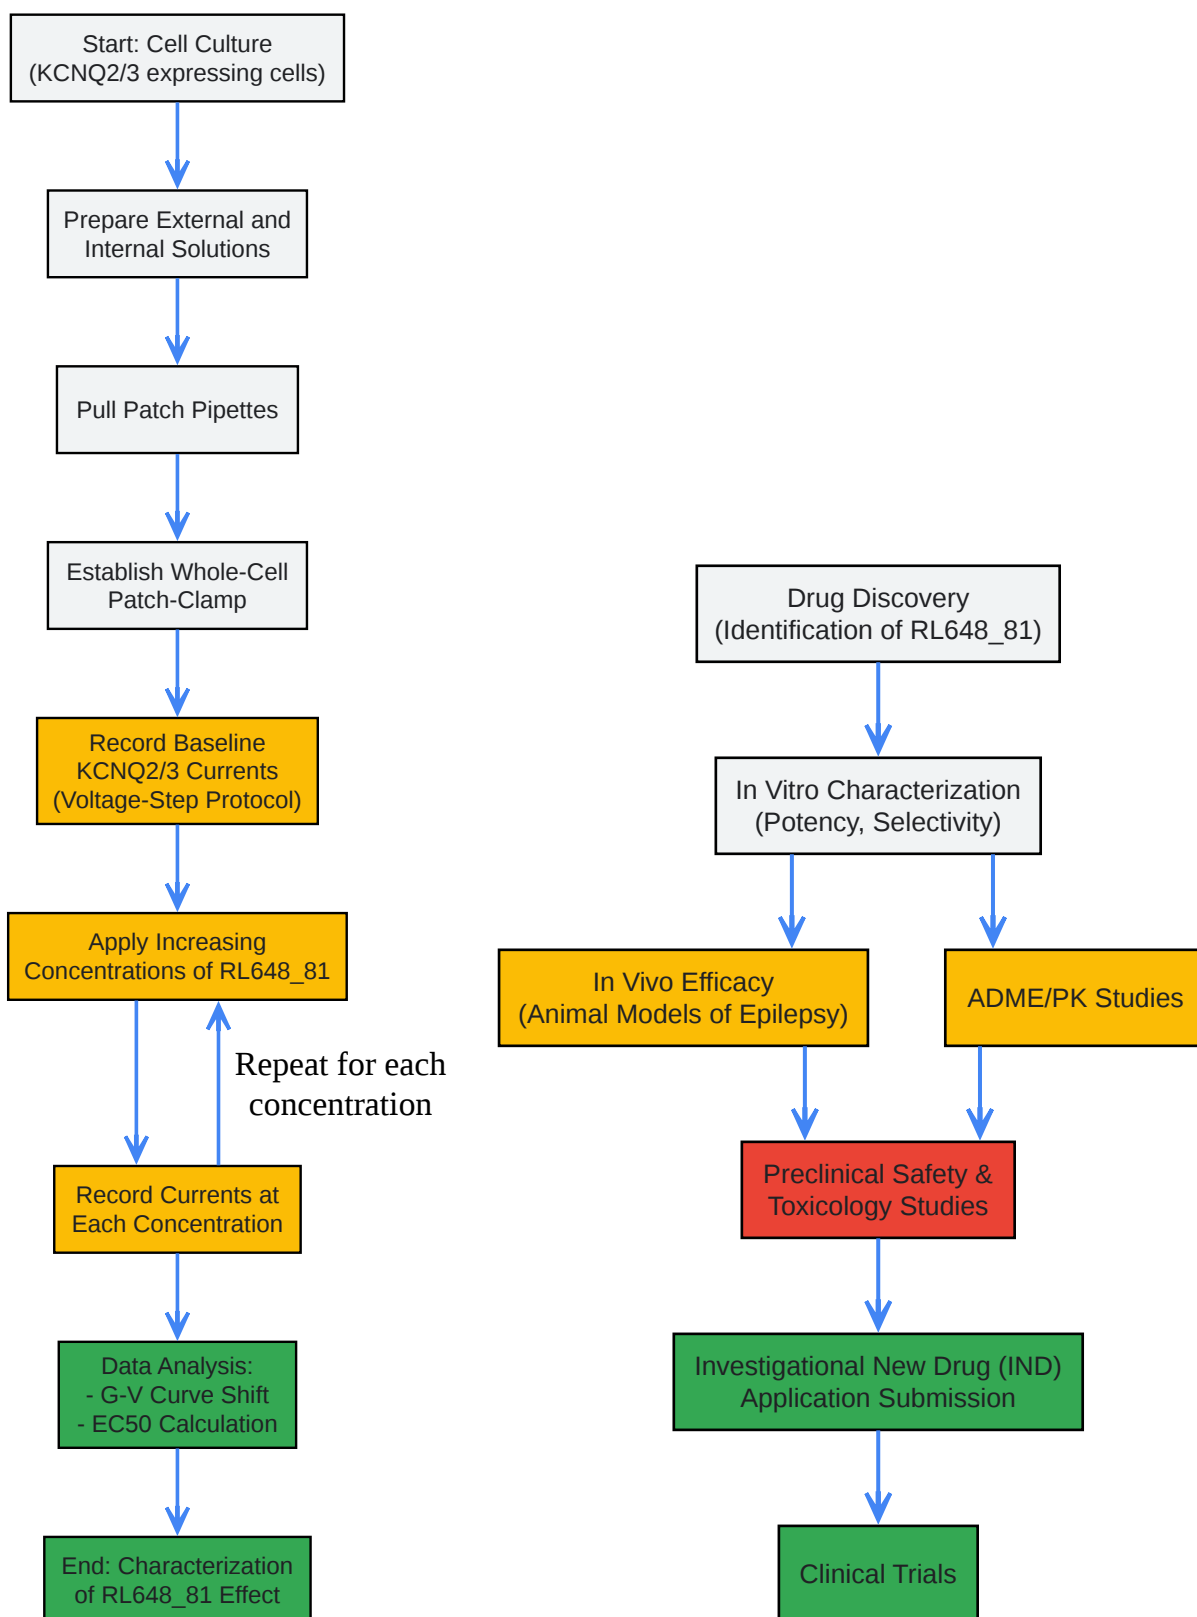 Start: Cell Culture
(KCNQ2/3 expressing cells)
Prepare External and
Internal Solutions
Pull Patch Pipettes
Establish Whole-Cell
Patch-Clamp
Record Baseline
KCNQ2/3 Currents
(Voltage-Step Protocol)
Apply Increasing
Concentrations of RL648_81
Repeat for each
concentration
Record Currents at
Each Concentration
Data Analysis:
- G-V Curve Shift
- EC50 Calculation
End: Characterization
of RL648_81 Effect
Drug Discovery
(Identification of RL648_81)
In Vitro Characterization
(Potency, Selectivity)
In Vivo Efficacy
(Animal Models of Epilepsy)
ADME/PK Studies
Preclinical Safety &
Toxicology Studies
Investigational New Drug (IND)
Application Submission
Clinical Trials